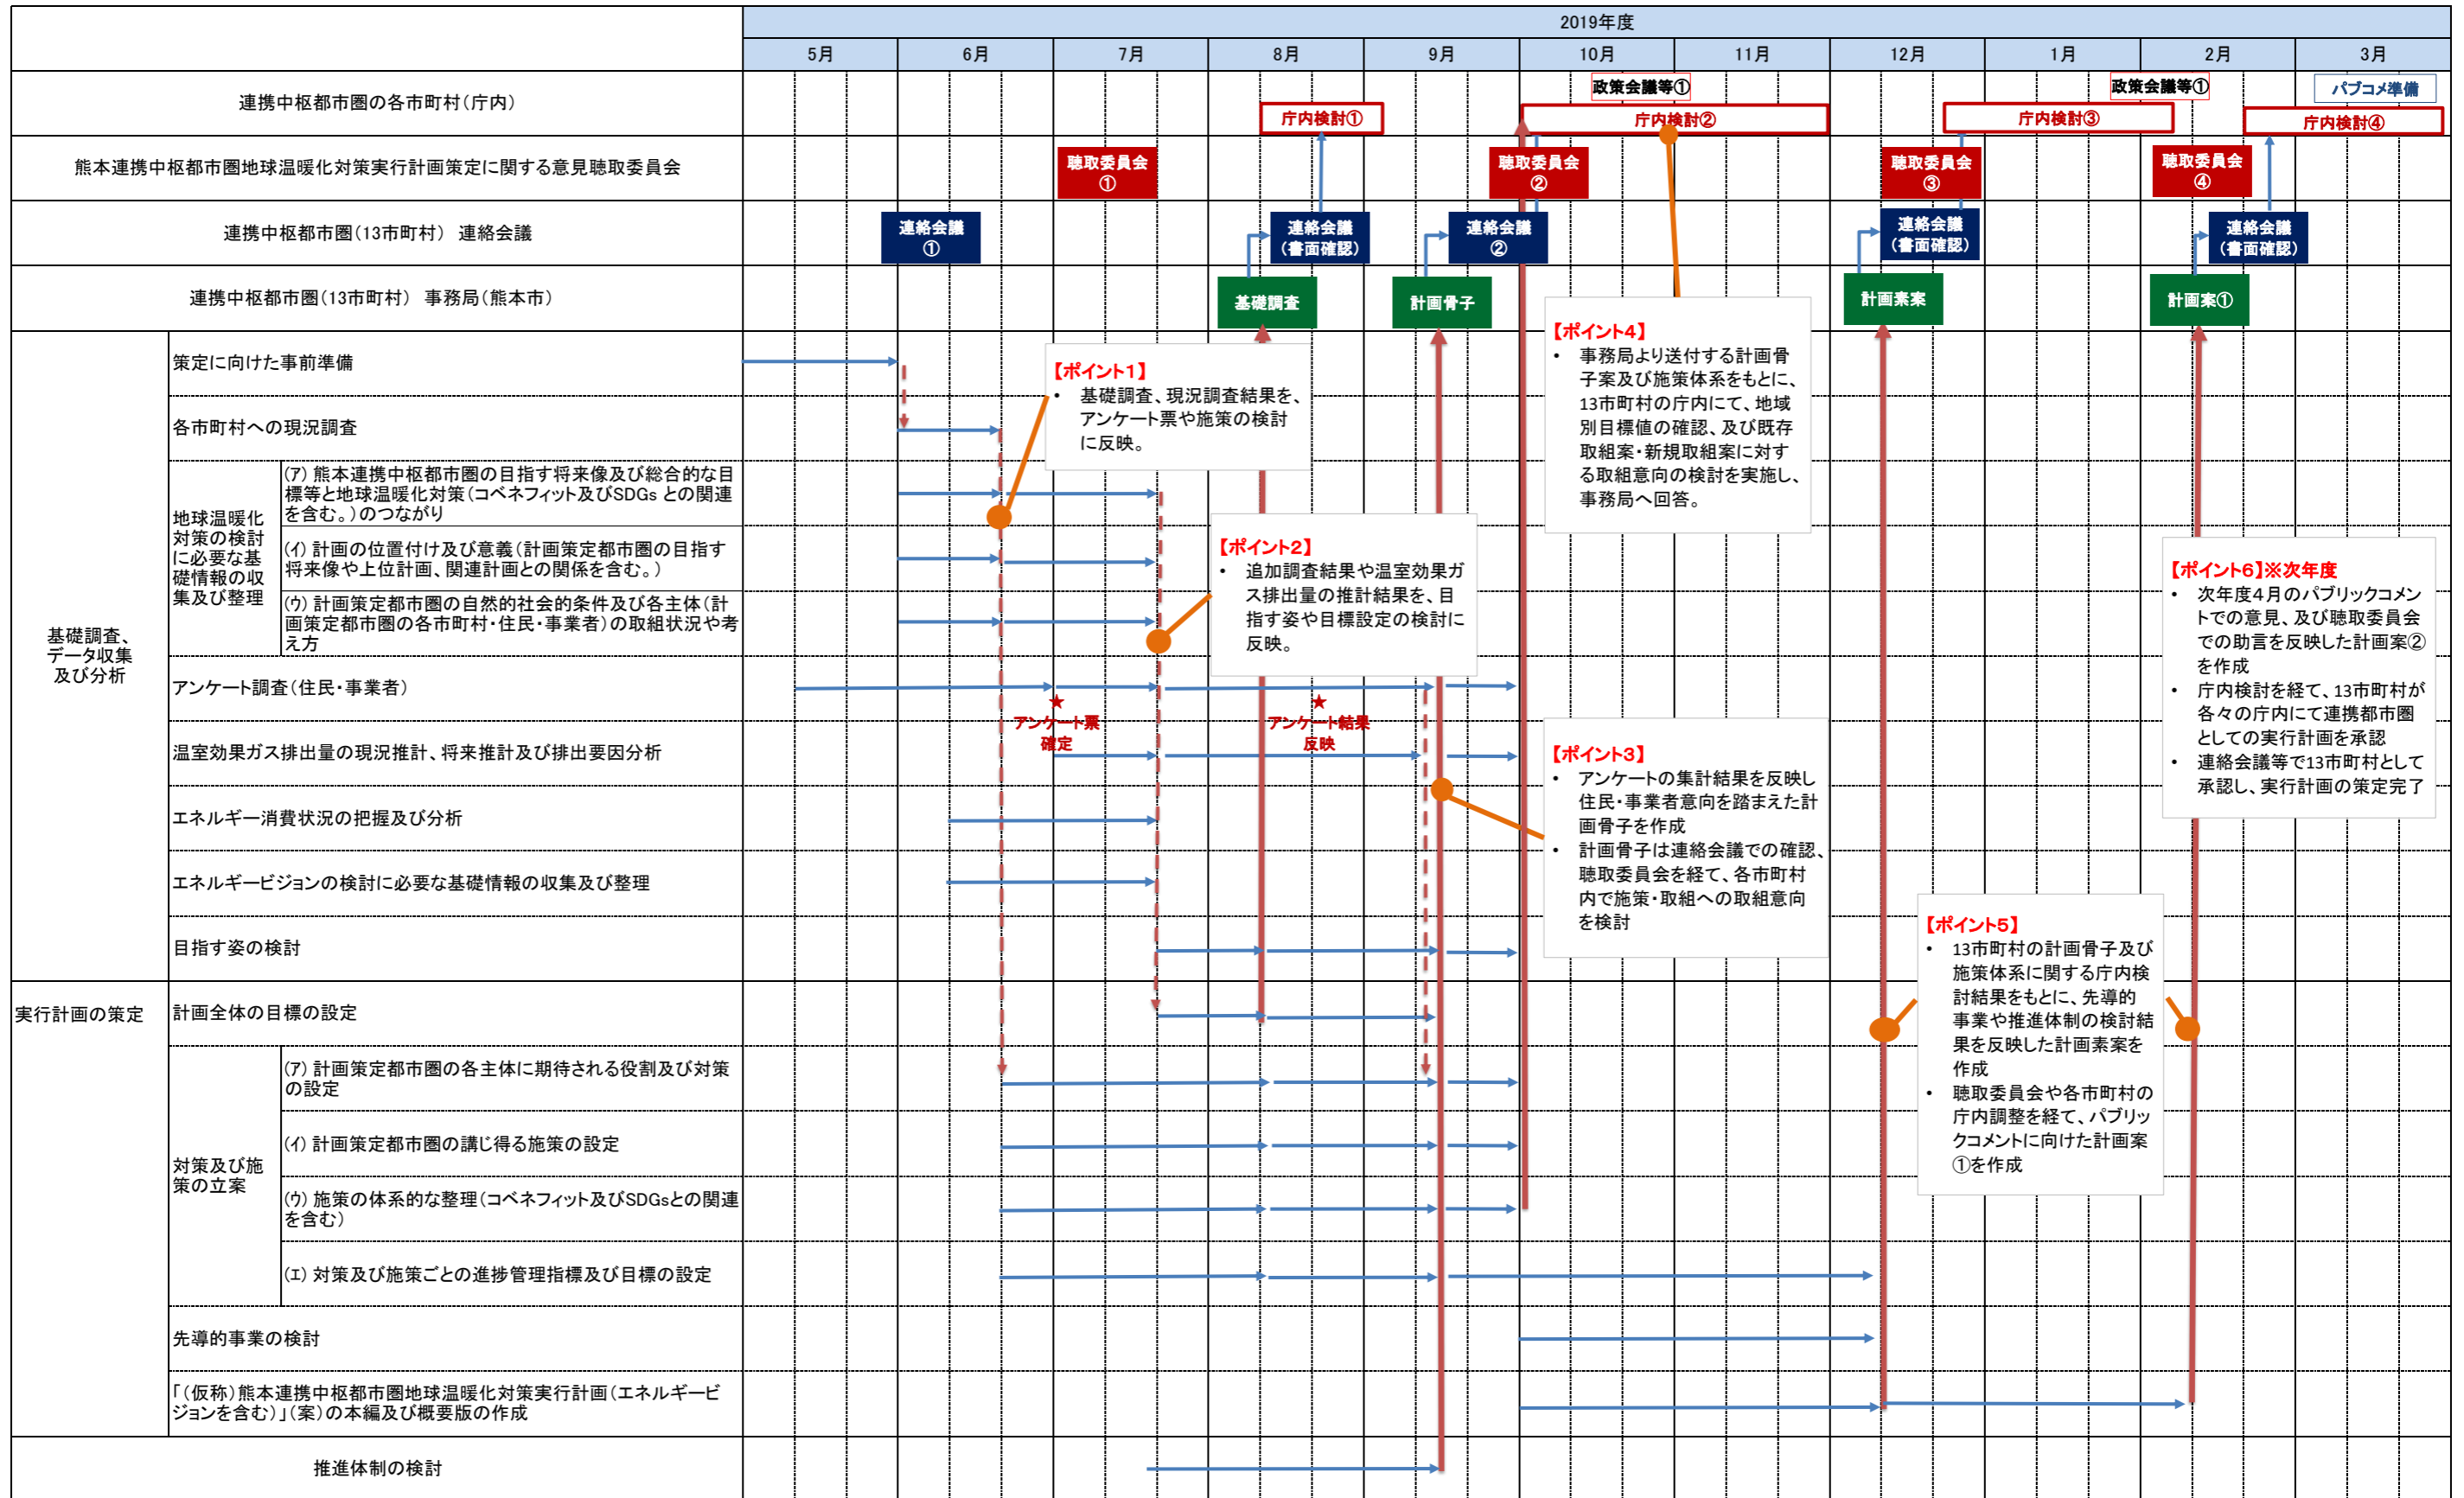 2019年度
5月
6月
7月
8月
9月
10月
11月
12月
1月
2月
3月
連携中枢都市圏の各市町村(庁内)
政策会議等①
政策会議等①
パブコメ準備
庁内検討①
庁内検討②
庁内検討③
庁内検討④
熊本連携中枢都市圏地球温暖化対策実行計画策定に関する意見聴取委員会
聴取委員会
①
聴取委員会
②
聴取委員会
③
聴取委員会
④
連携中枢都市圏(13市町村) 連絡会議
連絡会議
①
連絡会議
(書面確認)
連絡会議
②
連絡会議
(書面確認)
連絡会議
(書面確認)
連携中枢都市圏(13市町村) 事務局(熊本市)
基礎調査
計画骨子
計画素案
計画案①
基礎調査、
データ収集
及び分析
策定に向けた事前準備
各市町村への現況調査
地球温暖化
対策の検討
に必要な基
礎情報の収
集及び整理
(ア) 熊本連携中枢都市圏の目指す将来像及び総合的な目
標等と地球温暖化対策(コベネフィット及びSDGs との関連
を含む。)のつながり
(イ) 計画の位置付け及び意義(計画策定都市圏の目指す
将来像や上位計画、関連計画との関係を含む。)
(ウ) 計画策定都市圏の自然的社会的条件及び各主体(計
画策定都市圏の各市町村・住民・事業者)の取組状況や考
え方
アンケート調査(住民・事業者)
★
アンケート票
確定
★
アンケート結果
反映
温室効果ガス排出量の現況推計、将来推計及び排出要因分析
エネルギー消費状況の把握及び分析
エネルギービジョンの検討に必要な基礎情報の収集及び整理
目指す姿の検討
実行計画の策定
計画全体の目標の設定
対策及び施
策の立案
(ア) 計画策定都市圏の各主体に期待される役割及び対策
の設定
(イ) 計画策定都市圏の講じ得る施策の設定
(ウ) 施策の体系的な整理(コベネフィット及びSDGsとの関連
を含む)
(エ) 対策及び施策ごとの進捗管理指標及び目標の設定
先導的事業の検討
「(仮称)熊本連携中枢都市圏地球温暖化対策実行計画(エネルギービ
ジョンを含む)」(案)の本編及び概要版の作成
推進体制の検討
【ポイント1】
• 基礎調査、現況調査結果を、
アンケート票や施策の検討
に反映。
【ポイント2】
• 追加調査結果や温室効果ガ
ス排出量の推計結果を、目
指す姿や目標設定の検討に
反映。
【ポイント4】
• 事務局より送付する計画骨
子案及び施策体系をもとに、
13市町村の庁内にて、地域
別目標値の確認、及び既存
取組案・新規取組案に対す
る取組意向の検討を実施し、
事務局へ回答。
【ポイント3】
• アンケートの集計結果を反映し
住民・事業者意向を踏まえた計
画骨子を作成
• 計画骨子は連絡会議での確認、
聴取委員会を経て、各市町村
内で施策・取組への取組意向
を検討
【ポイント6】※次年度
• 次年度4月のパブリックコメン
トでの意見、及び聴取委員会
での助言を反映した計画案②
を作成
• 庁内検討を経て、13市町村が
各々の庁内にて連携都市圏
としての実行計画を承認
• 連絡会議等で13市町村として
承認し、実行計画の策定完了
【ポイント5】
• 13市町村の計画骨子及び
施策体系に関する庁内検
討結果をもとに、先導的
事業や推進体制の検討結
果を反映した計画素案を
作成
• 聴取委員会や各市町村の
庁内調整を経て、パブリッ
クコメントに向けた計画案
①を作成